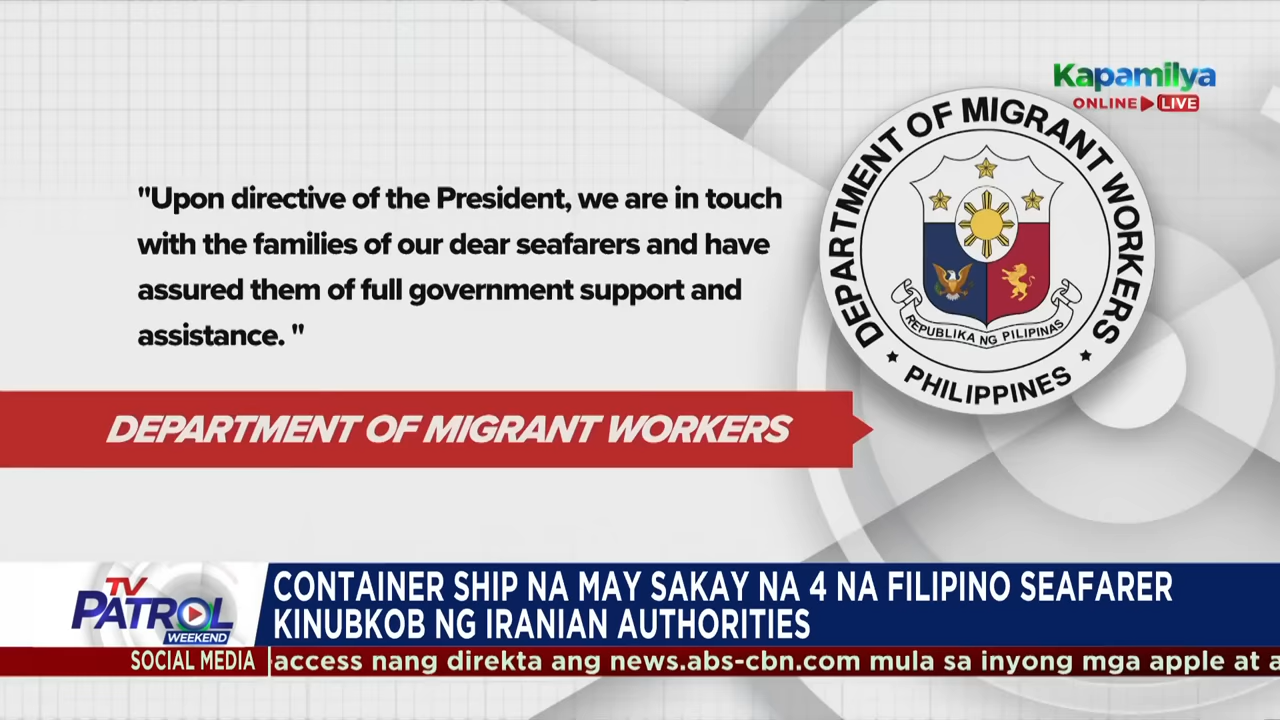 Kapamilya
ONLINE LIVE
DEPARTMENT OF MIGRANT WORKERS
PHILIPPINES
REPUBLIKA NG PILIPINAS
"Upon directive of the President, we are in touch
with the families of our dear seafarers and have
assured them of full government support and
assistance. "
DEPARTMENT OF MIGRANT WORKERS
TV
PATROL
WEEKEND
CONTAINER SHIP NA MAY SAKAY NA 4 NA FILIPINO SEAFARER
KINUBKOB NG IRANIAN AUTHORITIES
SOCIAL MEDIA
access nang direkta ang news.abs-cbn.com mula sa inyong mga apple at a